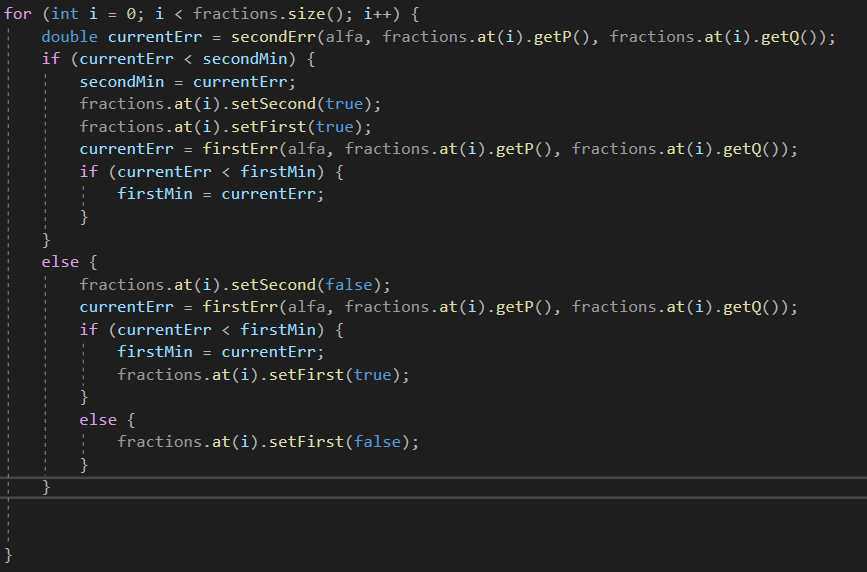 for (int i = 0; i < fractions.size(); i++) {
    double currentErr = secondErr(alfa, fractions.at(i).getP(), fractions.at(i).getQ());
    if (currentErr < secondMin) {
        secondMin = currentErr;
        fractions.at(i).setSecond(true);
        fractions.at(i).setFirst(true);
        currentErr = firstErr(alfa, fractions.at(i).getP(), fractions.at(i).getQ());
        if (currentErr < firstMin) {
            firstMin = currentErr;
        }
    }
    else {
        fractions.at(i).setSecond(false);
        currentErr = firstErr(alfa, fractions.at(i).getP(), fractions.at(i).getQ());
        if (currentErr < firstMin) {
            firstMin = currentErr;
            fractions.at(i).setFirst(true);
        }
        else {
            fractions.at(i).setFirst(false);
        }
    }
}